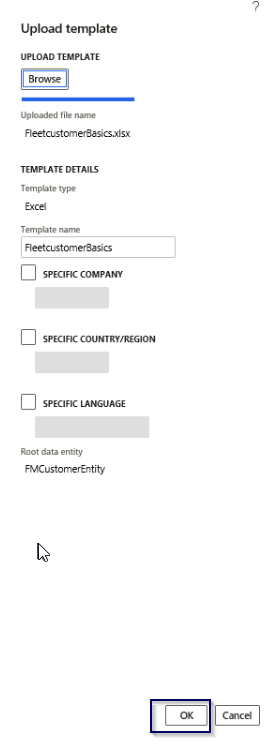 ?
Upload template
UPLOAD TEMPLATE
Browse
Uploaded file name
FleetcustomerBasics.xlsx
TEMPLATE DETAILS
Template type
Excel
Template name
FleetcustomerBasics
SPECIFIC COMPANY
SPECIFIC COUNTRY/REGION
SPECIFIC LANGUAGE
Root data entity
FMCustomerEntity
OK Cancel